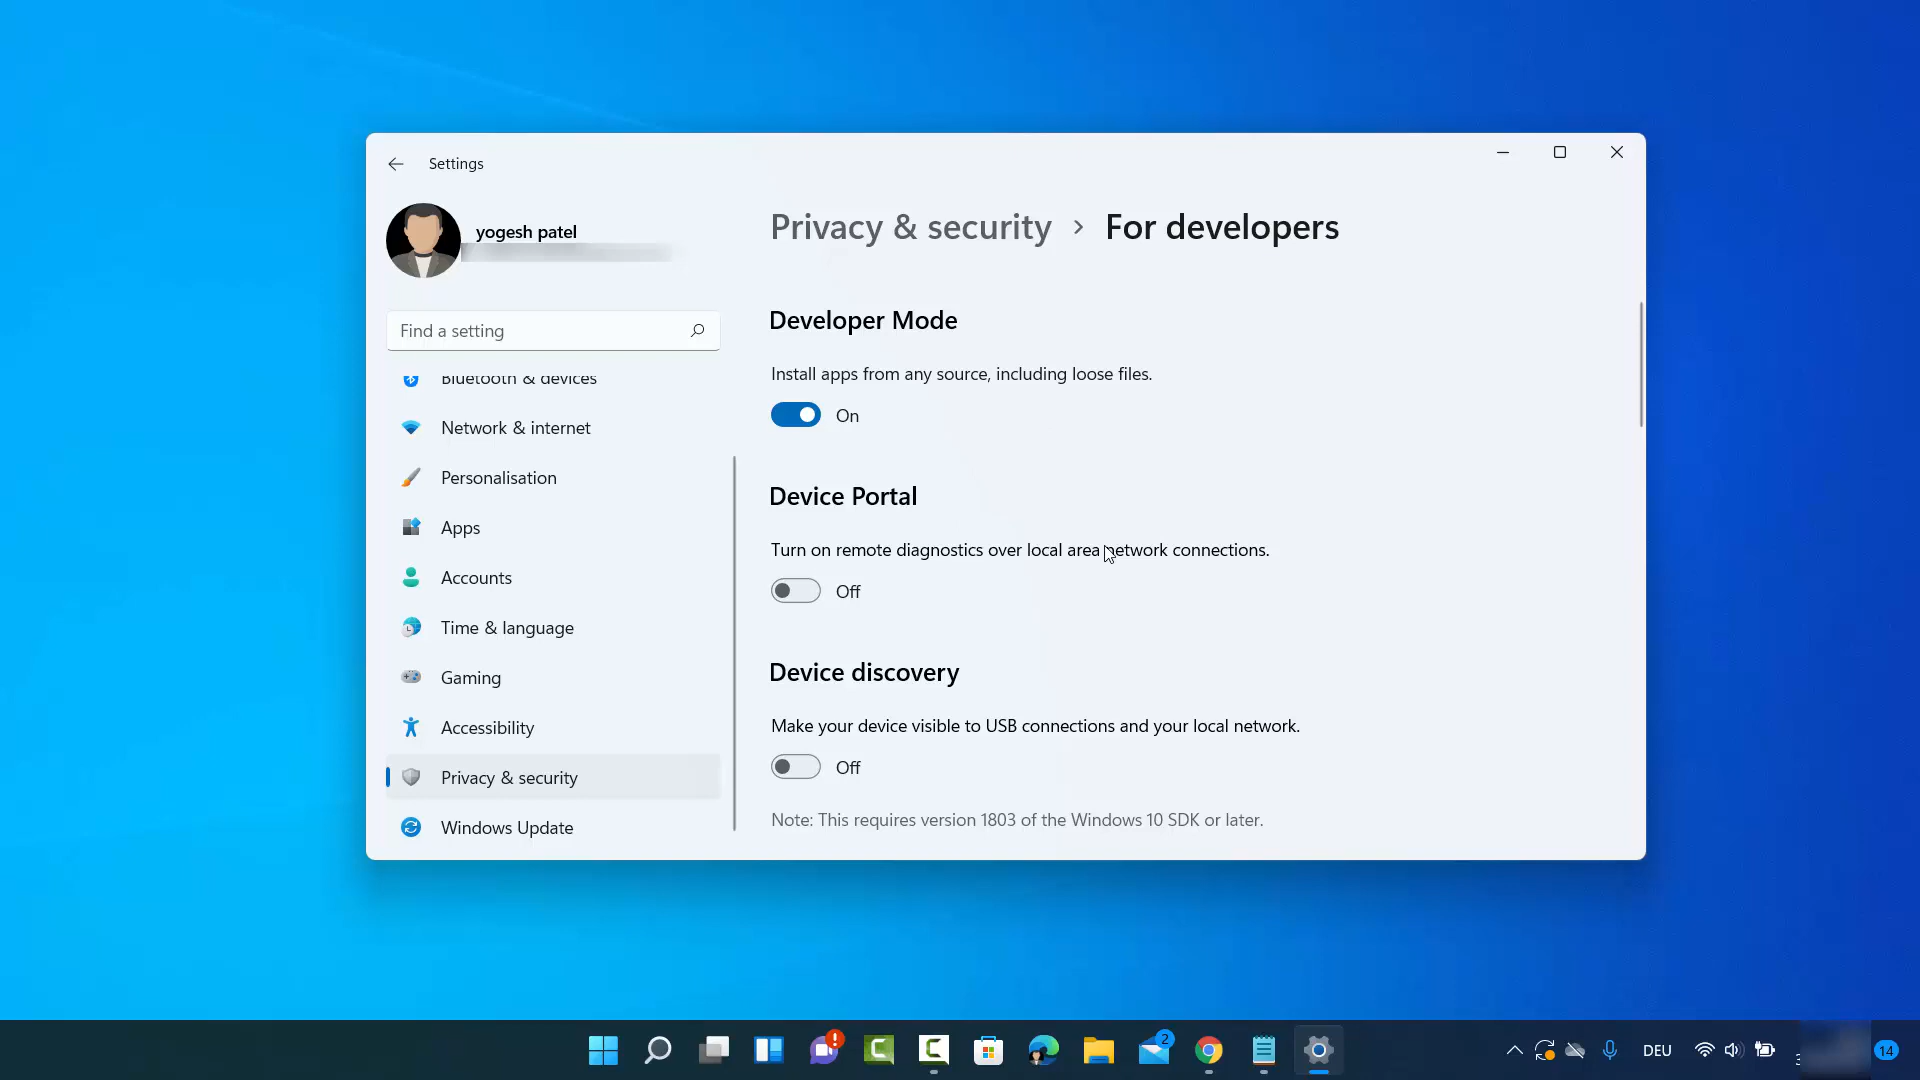 Settings
yogesh patel
Find a setting
Bluetooth & devices
Network & internet
Personalisation
Apps
Accounts
Time & language
Gaming
Accessibility
Privacy & security
Windows Update
Privacy & security > For developers
Developer Mode
Install apps from any source, including loose files.
On
Device Portal
Turn on remote diagnostics over local area network connections.
Off
Device discovery
Make your device visible to USB connections and your local network.
Off
Note: This requires version 1803 of the Windows 10 SDK or later.
2
DEU
14